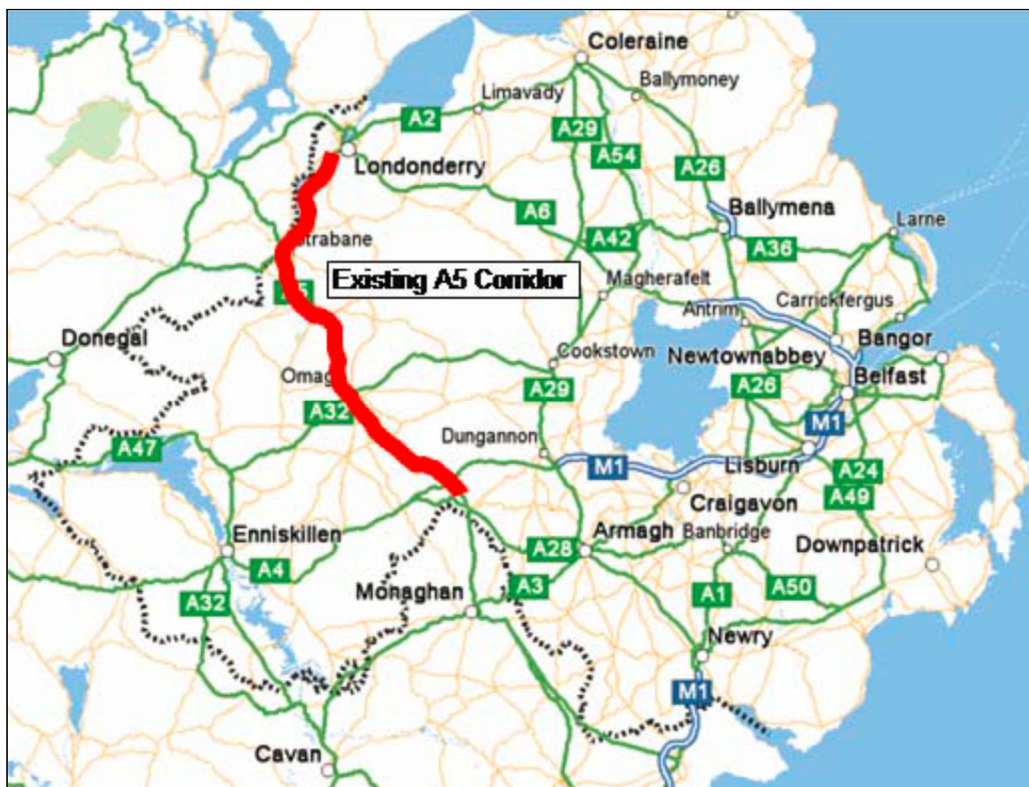 Coleraine
Limavady
Ballymoney
A2
A29
A54
A26
Londonderry
Ballymena
Larne
A6
A42
A36
trabane
Existing A5 Corridor
Magherafelt
Carrickfergus
Antrim
Bangor
Donegal
Newtownabbey
Cookstown
Belfast
Omag
A29
A26
A32
M1
A47
Dungannon
M1
Lisburn
A24
Craigavon
A49
Enniskillen
Armagh
Banbridge
A28
Downpatrick
A4
A3
A50
A32
Monaghan
A1
Newry
M1
Cavan